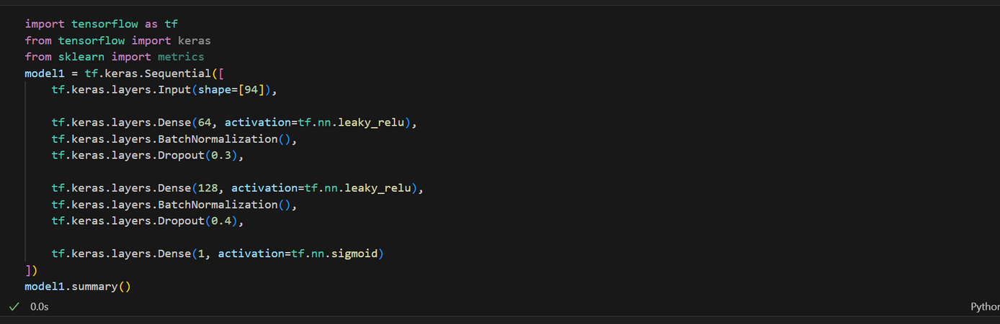 import tensorflow as tf
from tensorflow import keras
from sklearn import metrics
model1 = tf.keras.Sequential([
    tf.keras.layers.Input(shape=[94]),
    tf.keras.layers.Dense(64, activation=tf.nn.leaky_relu),
    tf.keras.layers.BatchNormalization(),
    tf.keras.layers.Dropout(0.3),
    tf.keras.layers.Dense(128, activation=tf.nn.leaky_relu),
    tf.keras.layers.BatchNormalization(),
    tf.keras.layers.Dropout(0.4),
    tf.keras.layers.Dense(1, activation=tf.nn.sigmoid)
])
model1.summary()
0.0s Python